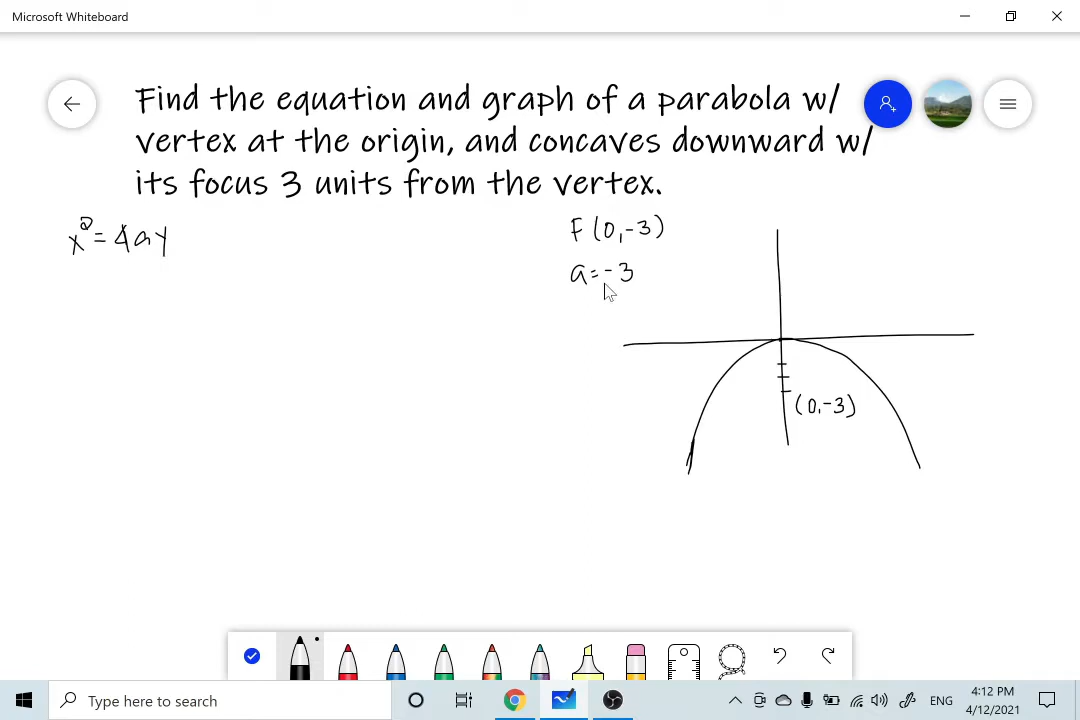 Microsoft Whiteboard
Find the equation and graph of a parabola w/
vertex at the origin, and concaves downward w/
its focus 3 units from the vertex.
x² = 4ay
F(0,-3)
a=-3
(0,-3)
Type here to search
ENG
4:12 PM
4/12/2021